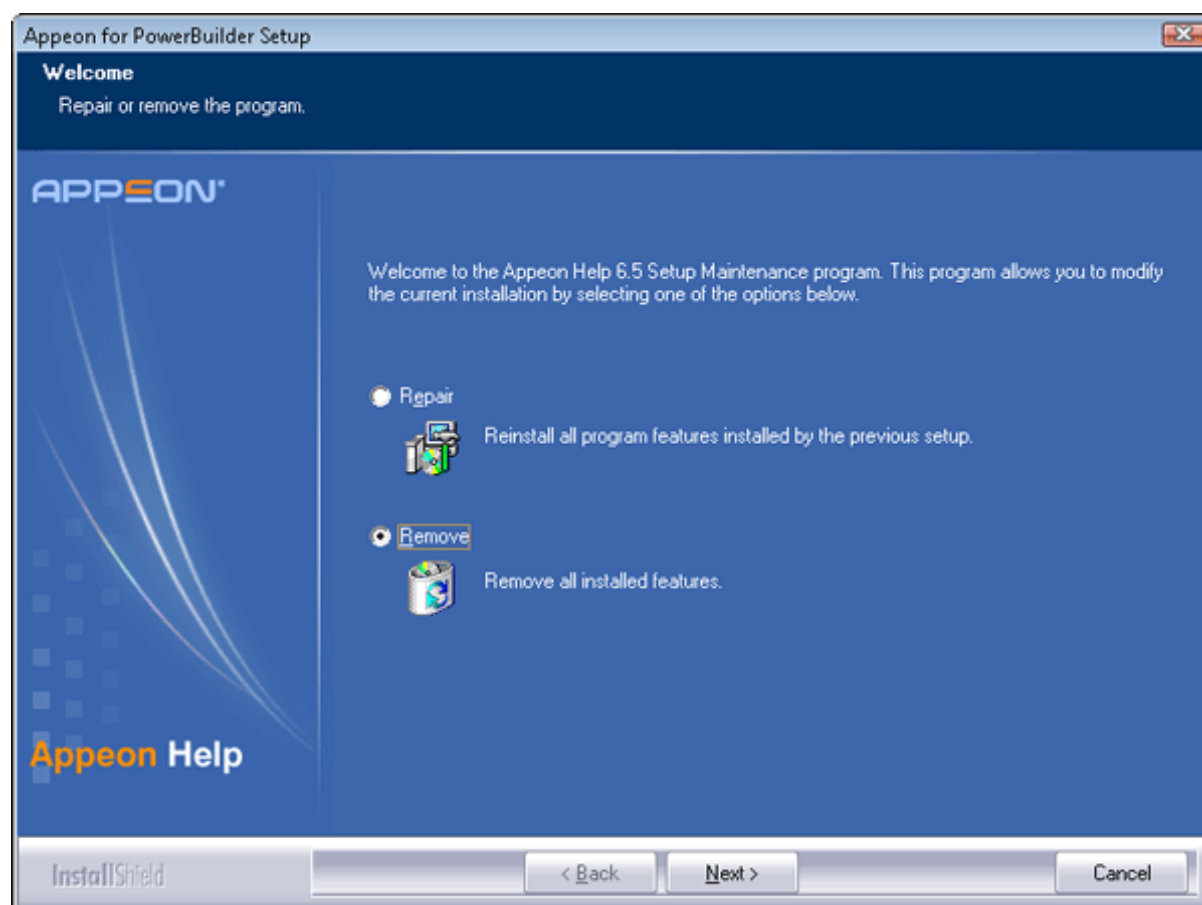 Appeon for PowerBuilder Setup
Welcome
Repair or remove the program.
APPEON
Welcome to the Appeon Help 6.5 Setup Maintenance program. This program allows you to modify
the current installation by selecting one of the options below.
Repair
Reinstall all program features installed by the previous setup.
Remove
Remove all installed features.
Appeon Help
InstallShield
< Back
Next >
Cancel